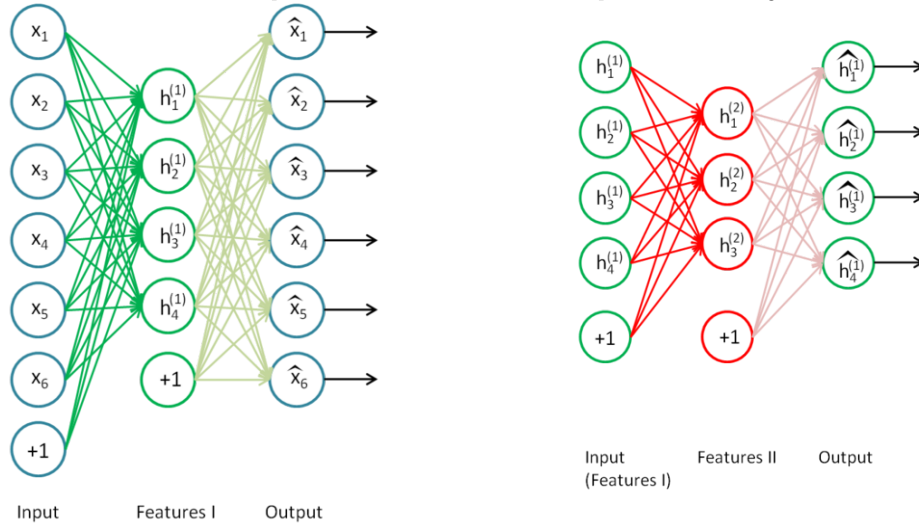 x₁ x̂₁
x₂ h₁⁽¹⁾ x̂₂
x₃ h₂⁽¹⁾ x̂₃
x₄ h₃⁽¹⁾ x̂₄
x₅ h₄⁽¹⁾ x̂₅
x₆ +1 x̂₆
+1
Input Features I Output
h₁⁽¹⁾ h₁⁽²⁾ ĥ₁⁽¹⁾
h₂⁽¹⁾ h₂⁽²⁾ ĥ₂⁽¹⁾
h₃⁽¹⁾ h₃⁽²⁾ ĥ₃⁽¹⁾
h₄⁽¹⁾ ĥ₄⁽¹⁾
+1 +1
Input Features II Output
(Features I)